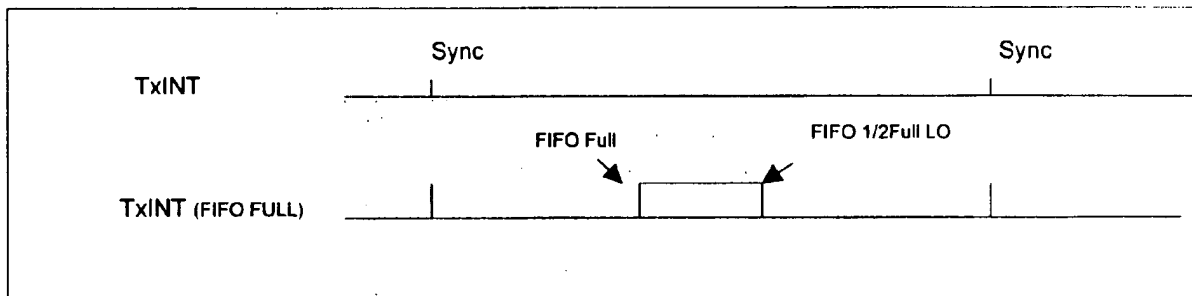 Sync
Sync
TxINT
FIFO Full
FIFO 1/2Full LO
TxINT (FIFO FULL)